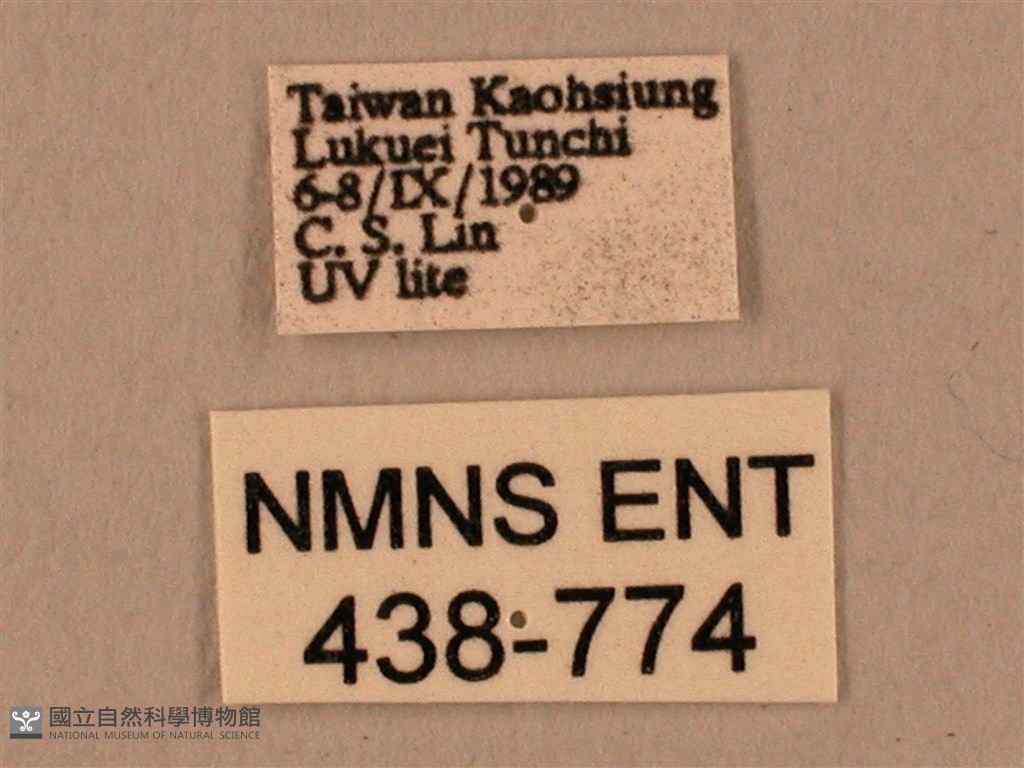 Taiwan Kaohsiung
Lukuei Tunchi
6-8/IX/1989
C. S. Lin
UV lite
NMNS ENT
438-774
國立自然科學博物館
NATIONAL MUSEUM OF NATURAL SCIENCE